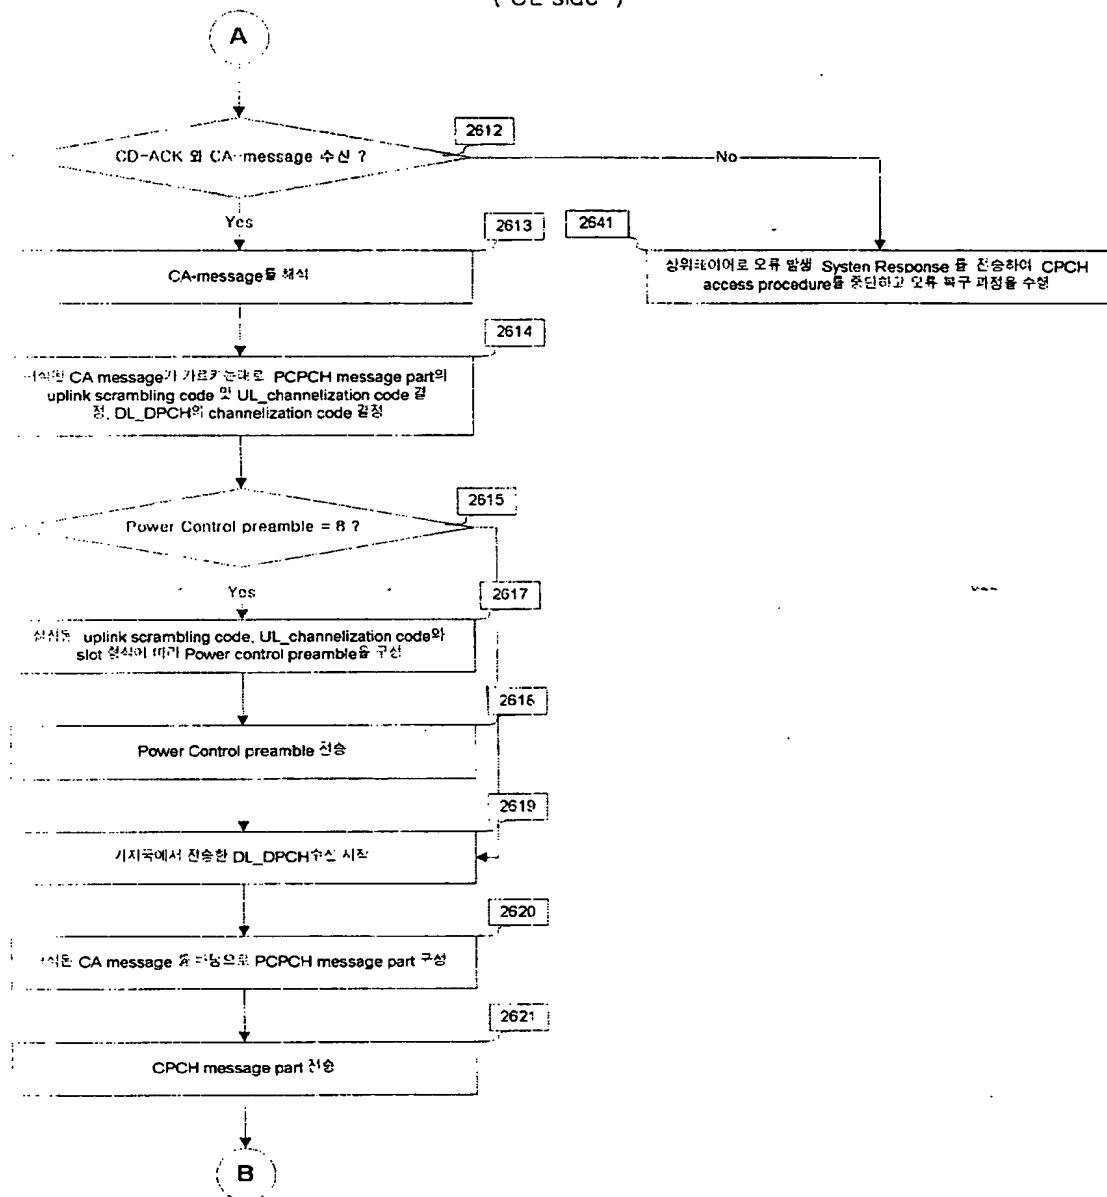 ( UE side )
A
2612
CD-ACK 와 CA-message 수신 ?
No
Yes
2613
CA-message를 해석
2641
상위레이어로 오류 발생 Systen Response 를 전송하여 CPCH
access procedure를 중단하고 오류 복구 과정을 수행
2614
CA message가 가르키는대로 PCPCH message part의
uplink scrambling code 및 UL_channelization code 결
정, DL_DPCH의 channelization code 결정
2615
Power Control preamble = 8 ?
Yes
2617
uplink scrambling code, UL_channelization code와
slot 형식에 따라 Power control preamble을 구성
2618
Power Control preamble 전송
2619
기지국에서 전송한 DL_DPCH수신 시작
2620
CA message 을 바탕으로 PCPCH message part 구성
2621
CPCH message part 전송
B